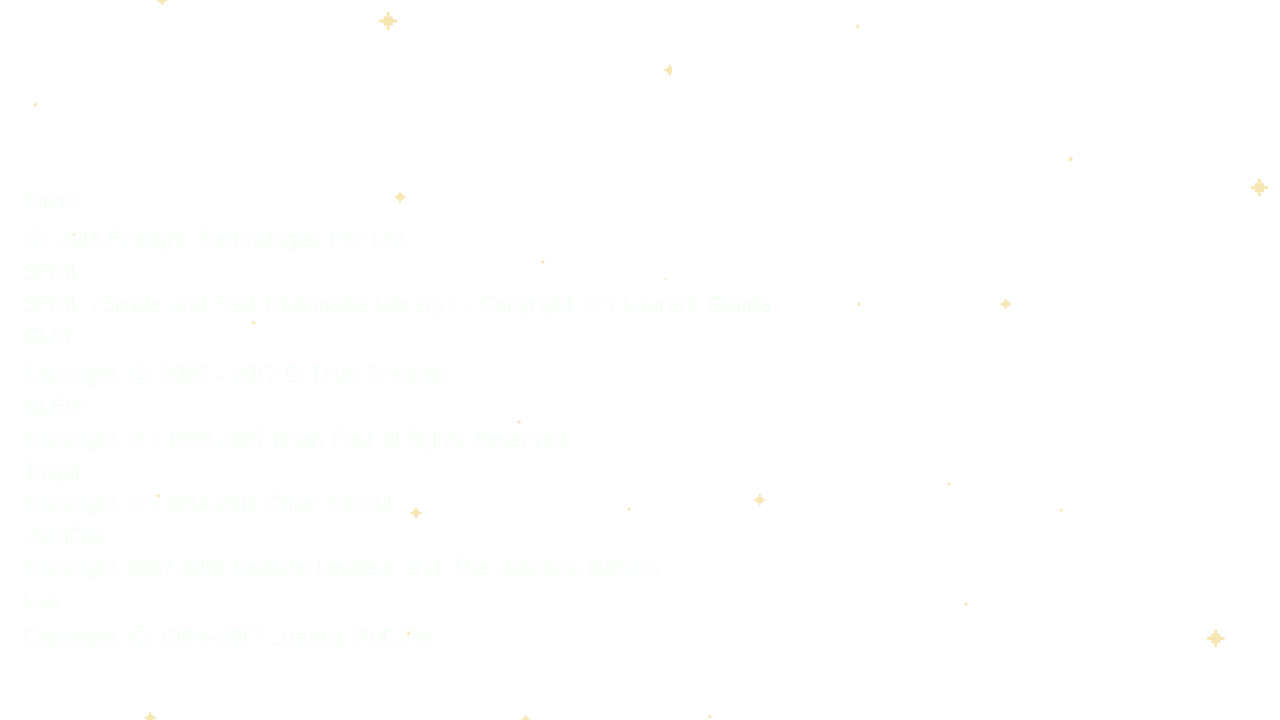 Fmod
© 2018 Firelight Technologies Pty Ltd
SFML
SFML (Simple and Fast Multimedia Library) - Copyright (c) Laurent Gomila
GLM
Copyright © 2005 - 2017 G-Truc Creation
GLEW
Copyright (C) 1999-2007 Brian Paul All Rights Reserved
Imgui
Copyright (c) 2014-2018 Omar Cornut
JsonCpp
Copyright 2007-2010 Baptiste Lepilleur and The JsonCpp Authors
Lua
Copyright © 1994–2017 Lua.org, PUC-Rio